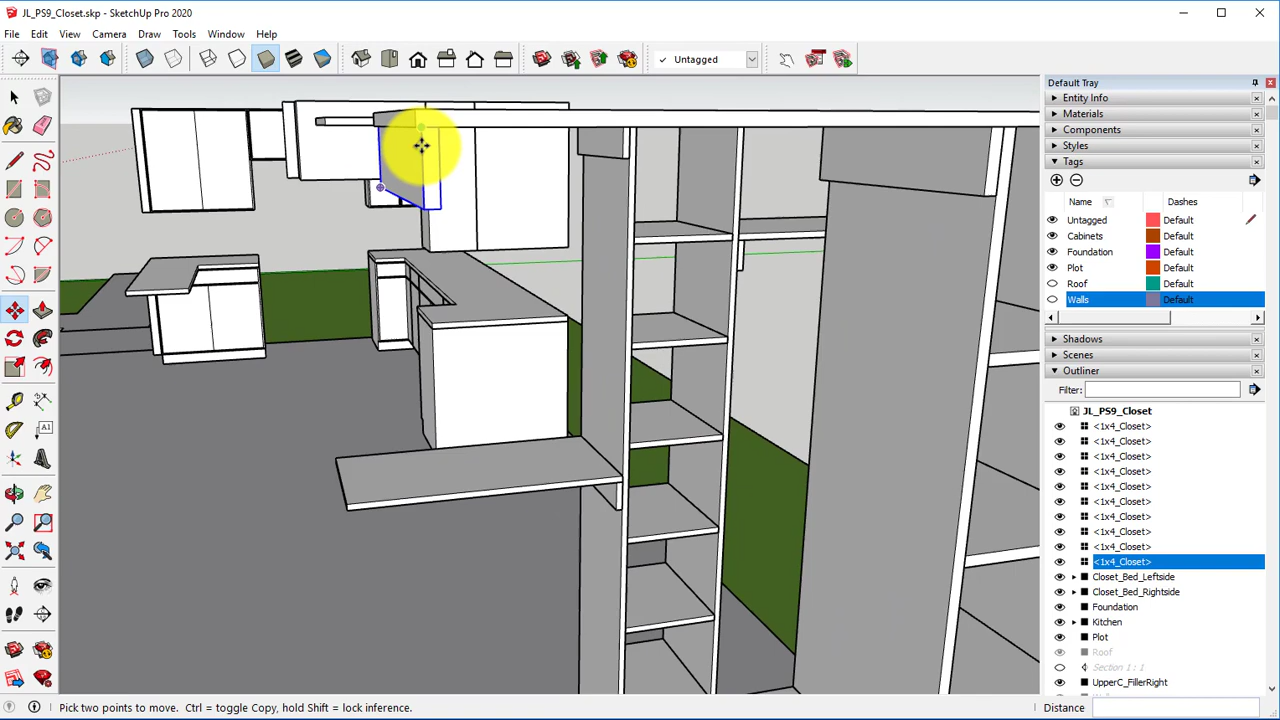 JL_PS9_Closet.skp - SketchUp Pro 2020
File Edit View Camera Draw Tools Window Help
✓ Untagged
Default Tray
Entity Info
Materials
Components
Styles
Tags
Name Dashes
Untagged Default
Cabinets Default
Foundation Default
Plot Default
Roof Default
Walls Default
Shadows
Scenes
Outliner
Filter:
JL_PS9_Closet
<1x4_Closet>
<1x4_Closet>
<1x4_Closet>
<1x4_Closet>
<1x4_Closet>
<1x4_Closet>
<1x4_Closet>
<1x4_Closet>
<1x4_Closet>
<1x4_Closet>
Closet_Bed_Leftside
Closet_Bed_Rightside
Foundation
Kitchen
Plot
Roof
Section 1 : 1
UpperC_FillerRight
Pick two points to move. Ctrl = toggle Copy, hold Shift = lock inference.
Distance